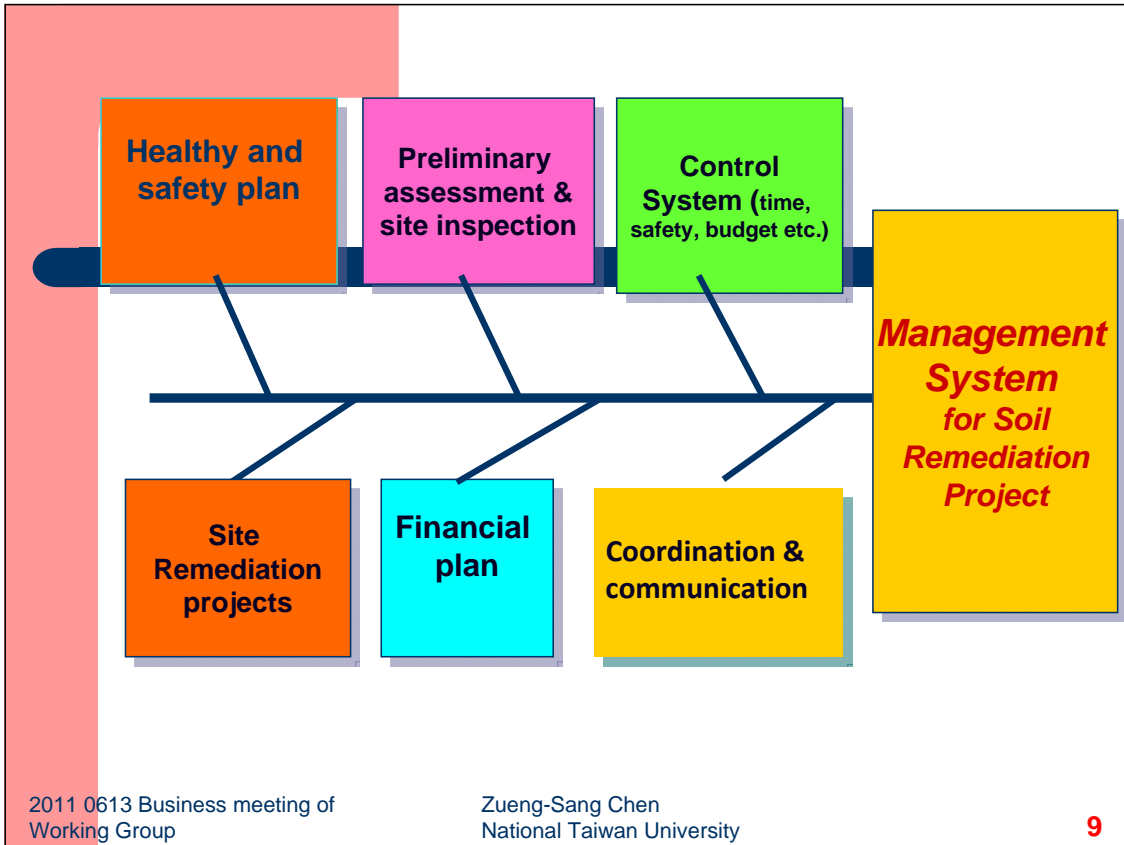 Healthy and
safety plan
Preliminary
assessment &
site inspection
Control
System (time,
safety, budget etc.)
Management
System
for Soil
Remediation
Project
Site
Remediation
projects
Financial
plan
Coordination &
communication
2011 0613 Business meeting of
Working Group
Zueng-Sang Chen
National Taiwan University
9